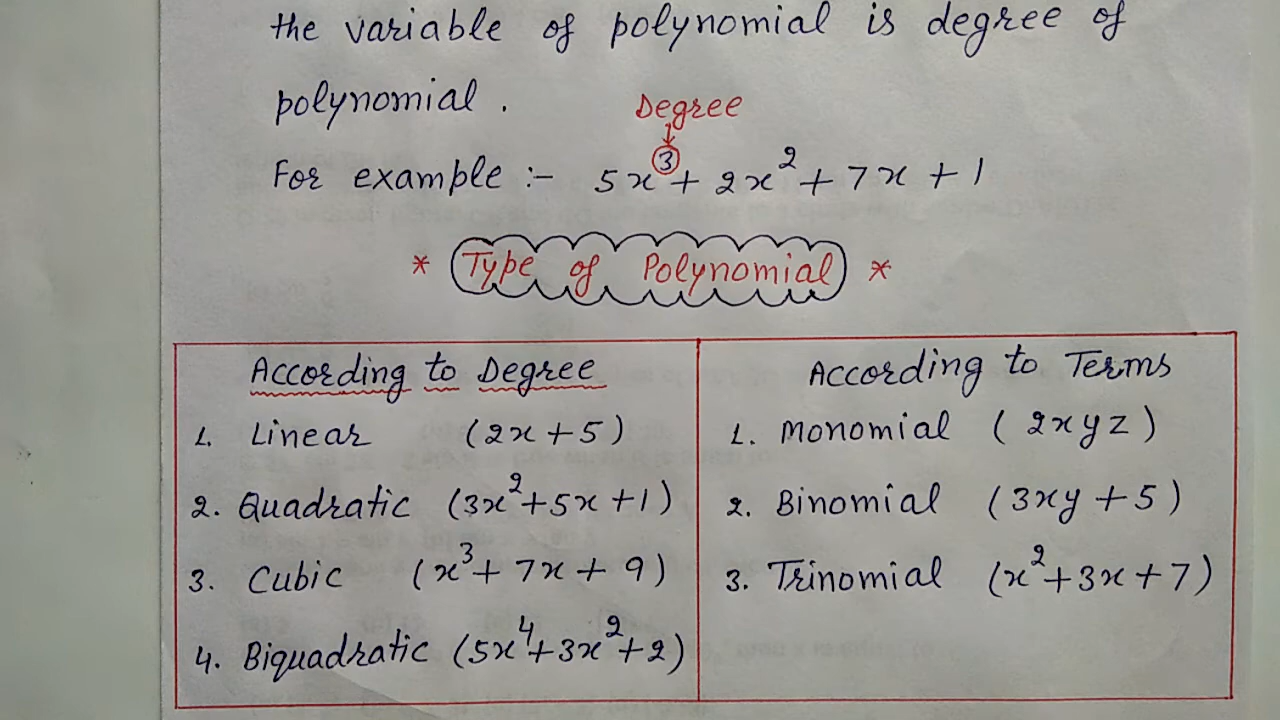 the variable of polynomial is degree of
polynomial .
Degree
For example :- 5x³ + 2x² + 7x + 1
* Type of Polynomial *
According to Degree
1. Linear (2x + 5)
2. Quadratic (3x² + 5x + 1)
3. Cubic (x³ + 7x + 9)
4. Biquadratic (5x⁴ + 3x² + 2)
According to Terms
1. Monomial ( 2xyz )
2. Binomial (3xy + 5)
3. Trinomial (x² + 3x + 7)